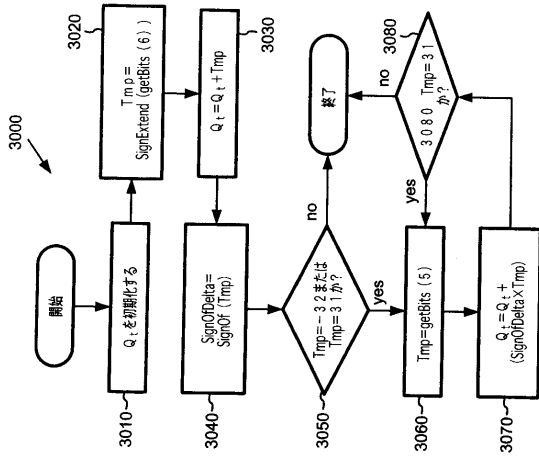 3000
開始
3010
Qtを初期化する
3020
Tmp=
SignExtend (getBits (6))
3030
Qt=Qt+Tmp
3040
SignOfDelta=
SignOf (Tmp)
3050
Tmp=-32または
Tmp=31か?
no
終了
yes
3060
Tmp=getBits (5)
3070
Qt=Qt+
(SignOfDelta×Tmp)
3080
3080 Tmp=31
か?
no
yes